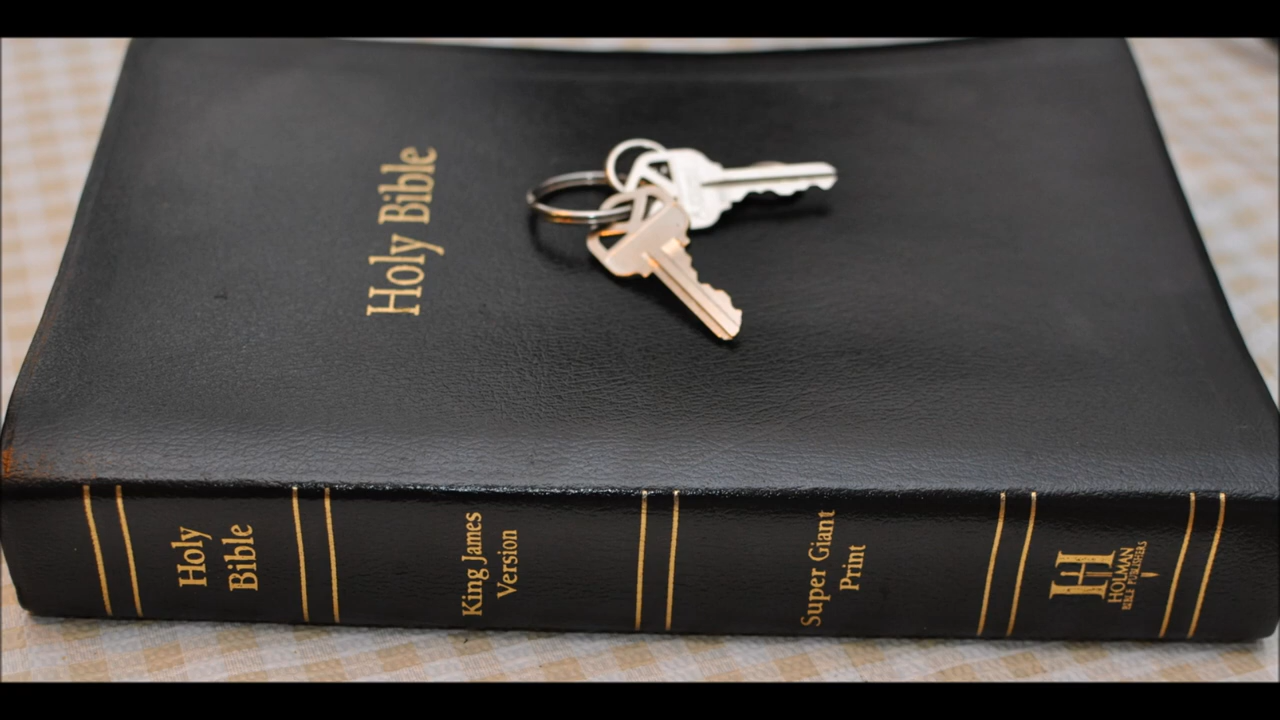 Holy Bible
Holy
Bible
King James
Version
Super Giant
Print
HOLMAN
BIBLE PUBLISHERS